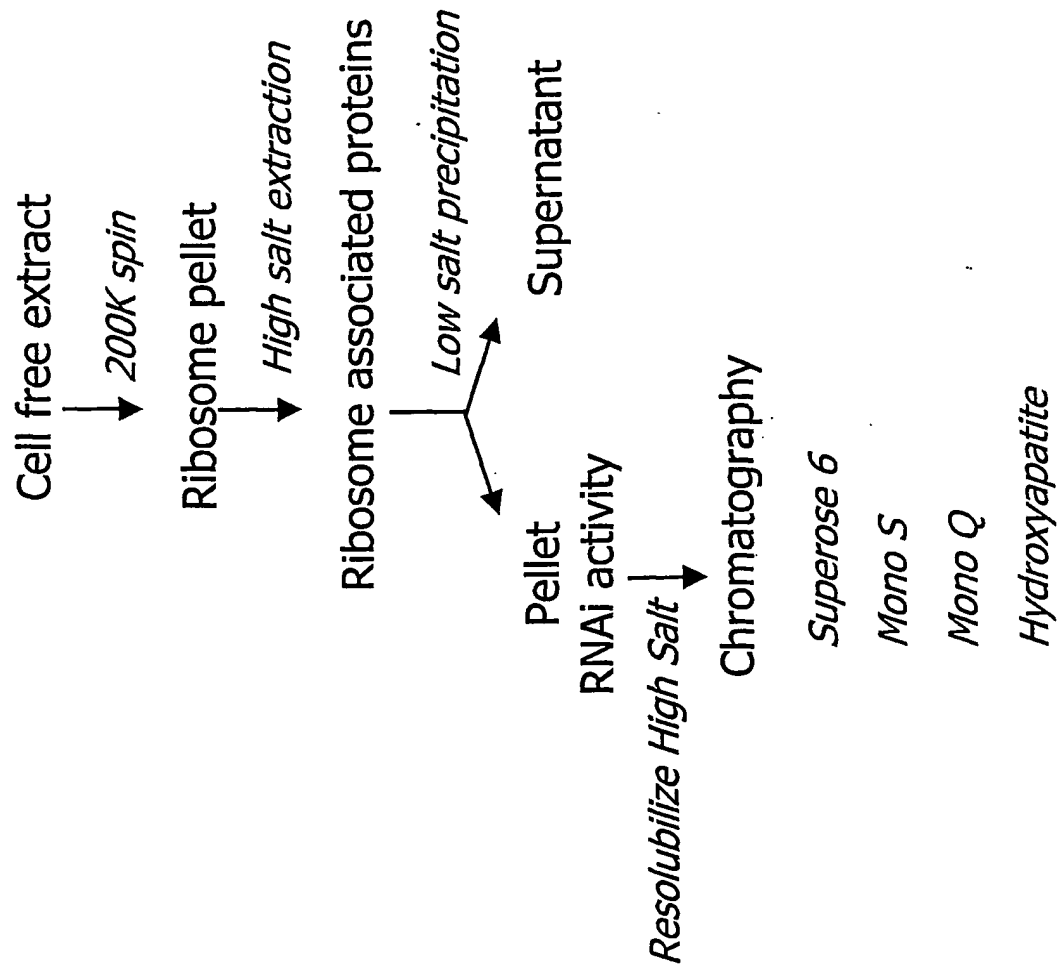 Cell free extract
200K spin
Ribosome pellet
High salt extraction
Ribosome associated proteins
Low salt precipitation
Pellet
RNAi activity
Supernatant
Resolubilize High Salt
Chromatography
Superose 6
Mono S
Mono Q
Hydroxyapatite